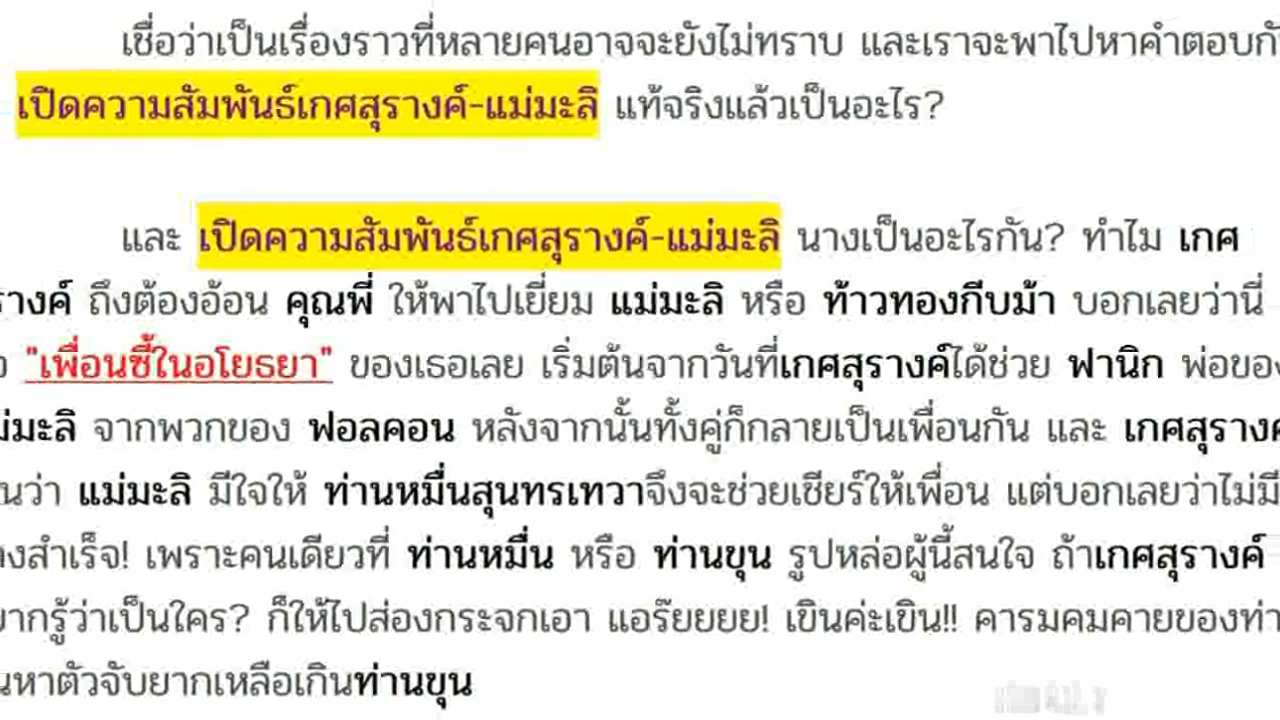 เชื่อว่าเป็นเรื่องราวที่หลายคนอาจจะยังไม่ทราบ และเราจะพาไปหาคำตอบกั
เปิดความสัมพันธ์เกศสุรางค์-แม่มะลิ แท้จริงแล้วเป็นอะไร?
และ เปิดความสัมพันธ์เกศสุรางค์-แม่มะลิ นางเป็นอะไรกัน? ทำไม เกศ
รางค์ ถึงต้องอ้อน คุณพี่ ให้พาไปเยี่ยม แม่มะลิ หรือ ท้าวทองกีบม้า บอกเลยว่านี่
"เพื่อนซี้ในอโยธยา" ของเธอเลย เริ่มต้นจากวันที่เกศสุรางค์ได้ช่วย ฟานิก พ่อของ
ม่มะลิ จากพวกของ ฟอลคอน หลังจากนั้นทั้งคู่ก็กลายเป็นเพื่อนกัน และ เกศสุรางค์
นว่า แม่มะลิ มีใจให้ ท่านหมื่นสุนทรเทวาจึงจะช่วยเชียร์ให้เพื่อน แต่บอกเลยว่าไม่มี
งสำเร็จ! เพราะคนเดียวที่ ท่านหมื่น หรือ ท่านขุน รูปหล่อผู้นี้สนใจ ถ้าเกศสุรางค์
ยากรู้ว่าเป็นใคร? ก็ให้ไปส่องกระจกเอา แอร๊ยยยย! เขินค่ะเขิน!! คารมคมคายของท่า
นหาตัวจับยากเหลือเกินท่านขุน